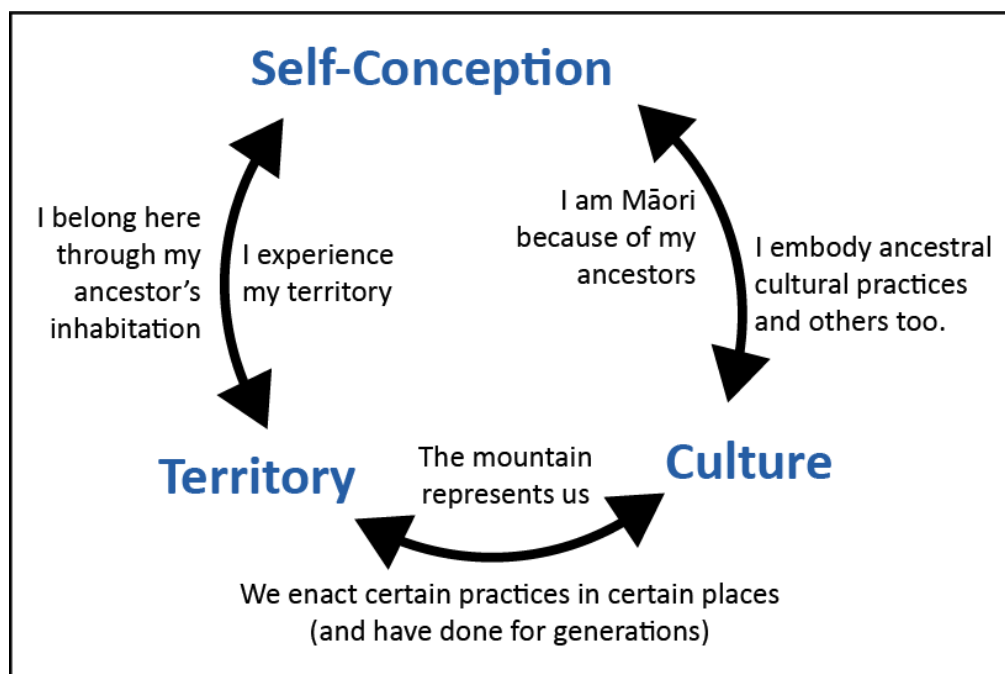 Self-Conception
I belong here
through my
ancestor’s
inhabitation
I experience
my territory
I am Māori
because of my
ancestors
I embody ancestral
cultural practices
and others too.
Territory
The mountain
represents us
Culture
We enact certain practices in certain places
(and have done for generations)